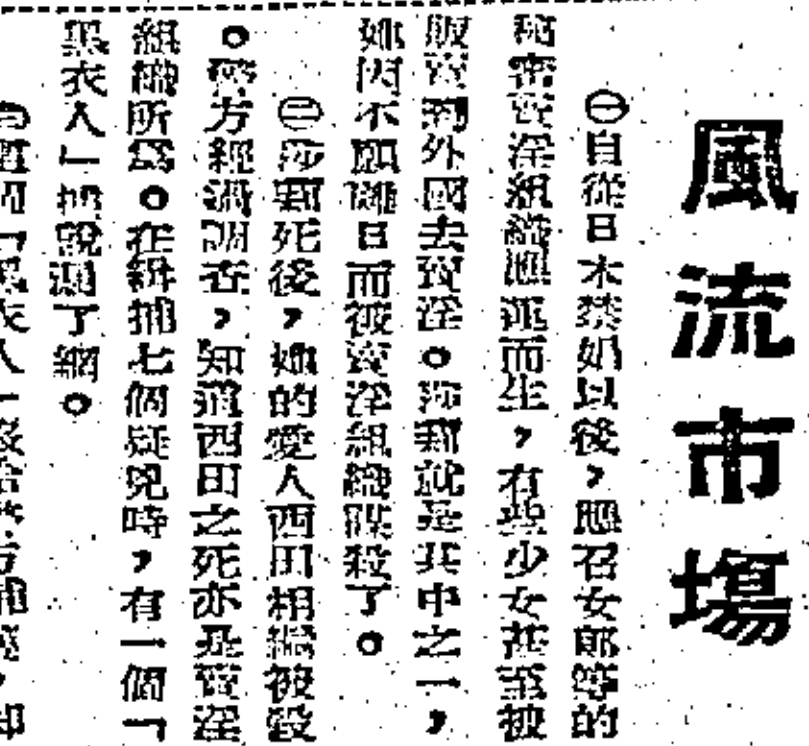 風流市場
㊀自從日本禁娼以後，應召女郎等的
秘密賣淫組織應運而生，有些少女甚至被
販賣到外國去賣淫。莉就是其中之一，
她因不願離日而被賣淫組織謀殺了。
㊁莉死後，她的愛人西田相繼被殺
。警方經過調查，知道西田之死亦是賣淫
組織所為。在緝捕七個疑兇時，有一個「
黑衣人」據說漏了網。
「黑衣人